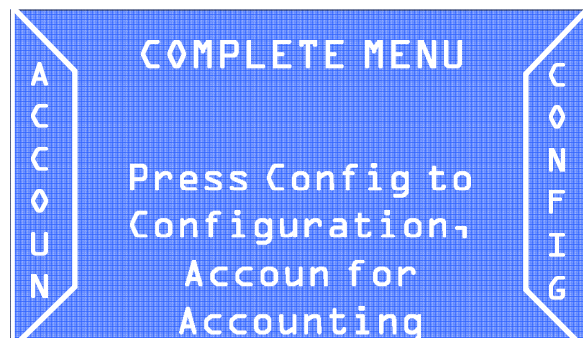 COMPLETE MENU
ACCOUN
CONFIG
Press Config to
Configuration,
Accoun for
Accounting